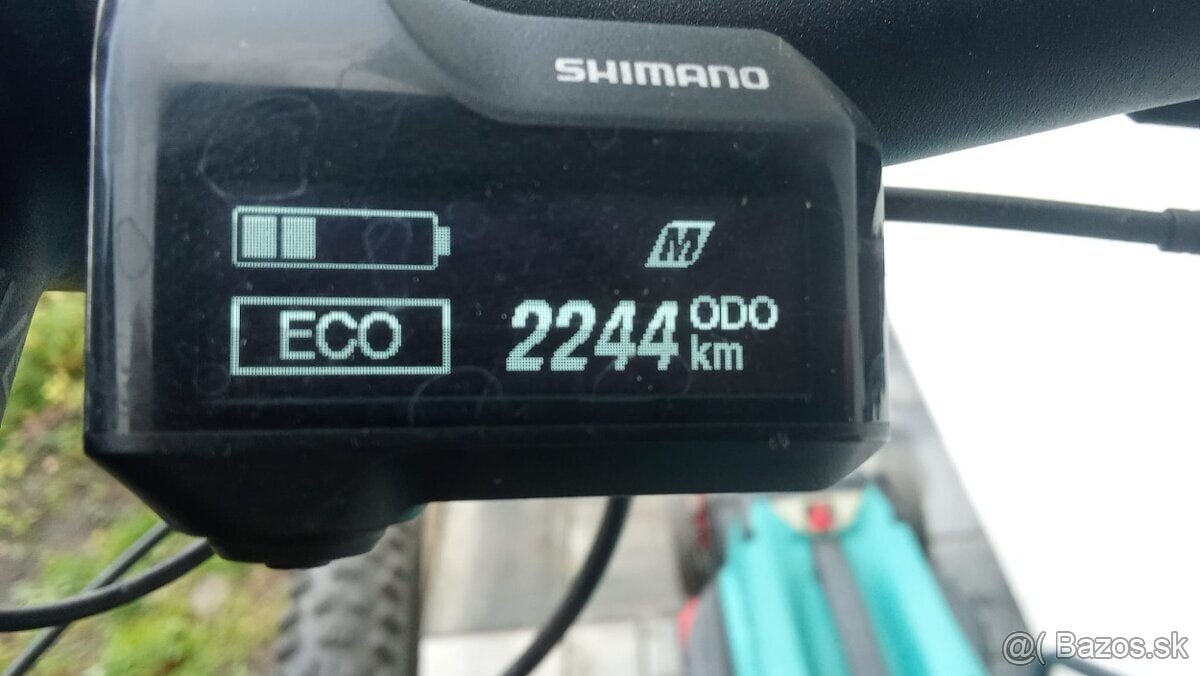 SHIMANO
M
ECO
2244 ODO km
@( Bazos.sk